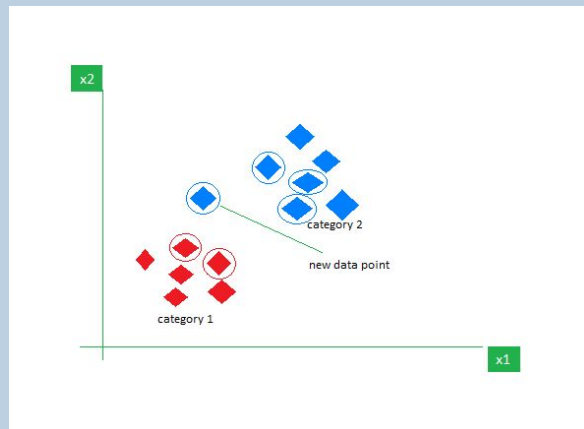 x2
category 2
new data point
category 1
x1